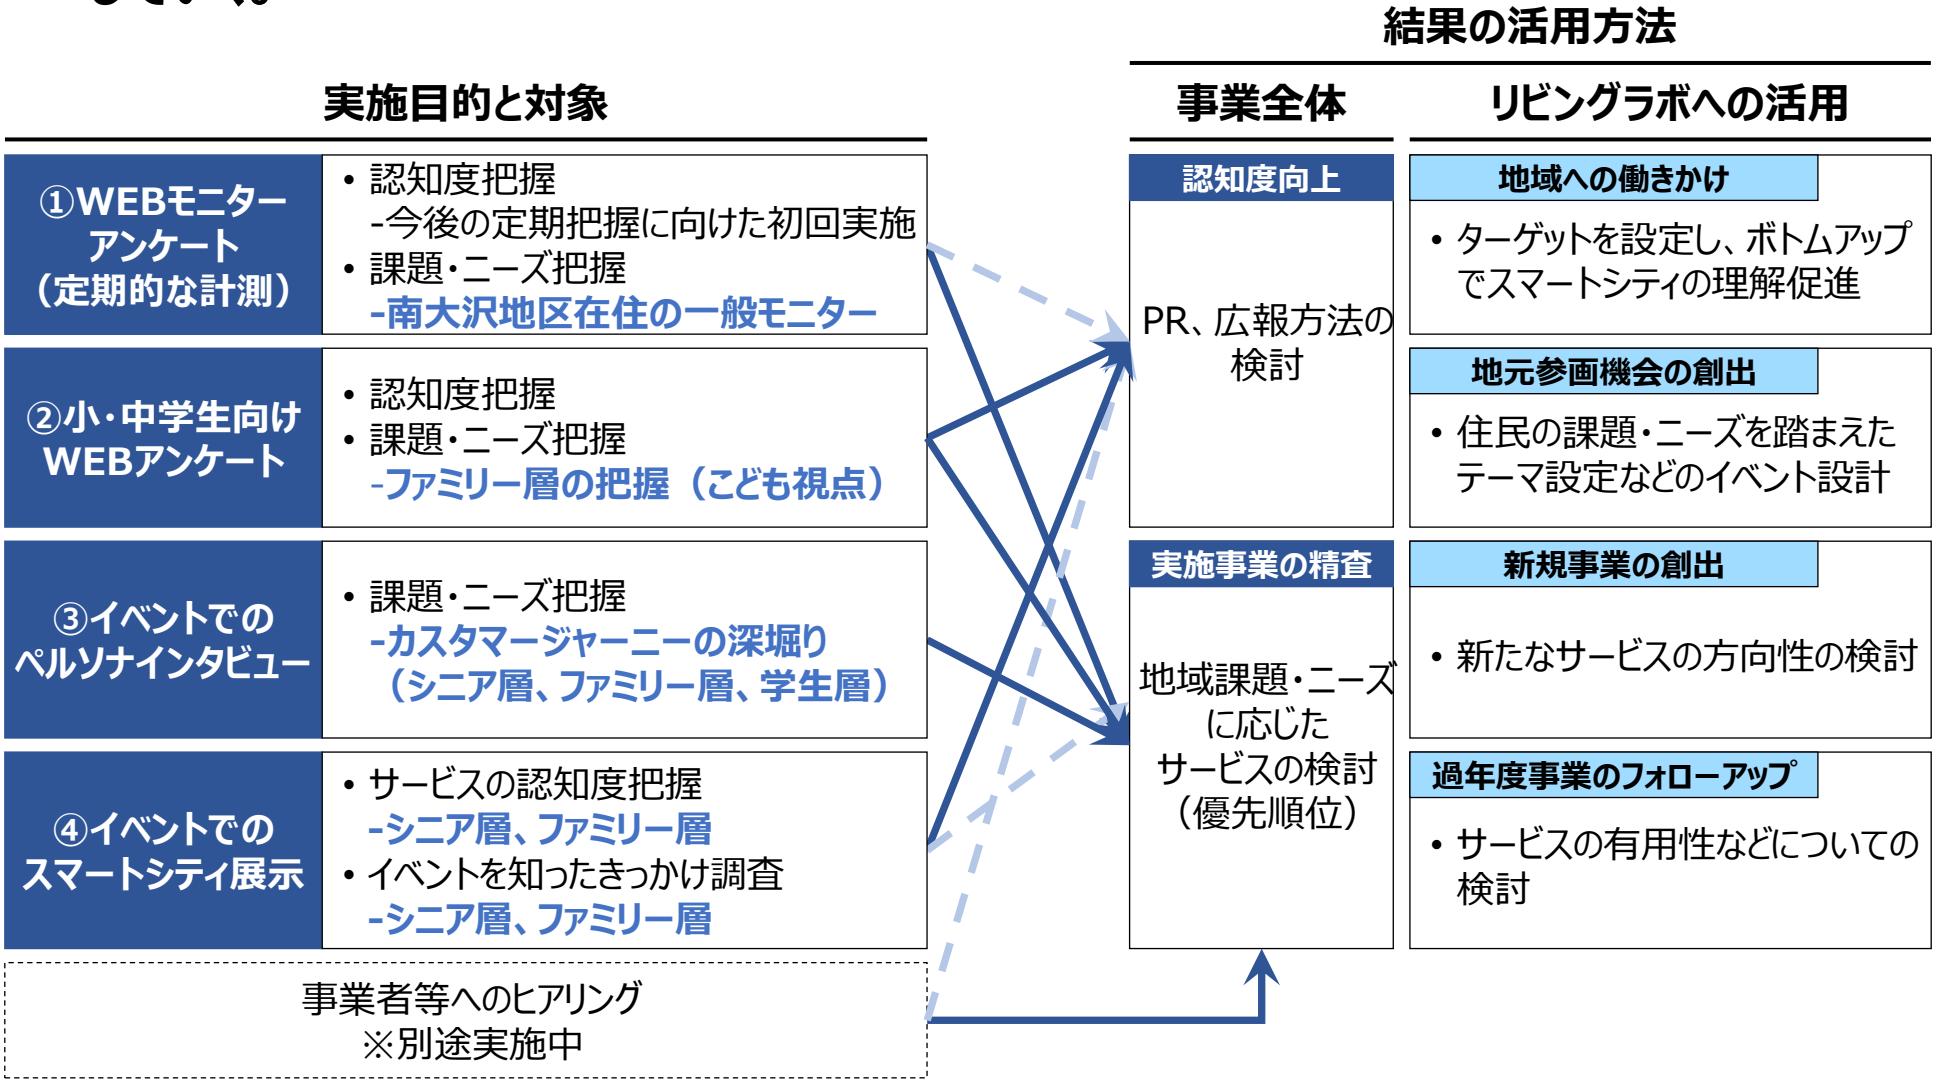 結果の活用方法
実施目的と対象
事業全体
リビングラボへの活用
①WEBモニター
アンケート
（定期的な計測）
• 認知度把握
-今後の定期把握に向けた初回実施
• 課題・ニーズ把握
-南大沢地区在住の一般モニター
②小・中学生向け
WEBアンケート
• 認知度把握
• 課題・ニーズ把握
-ファミリー層の把握（こども視点）
③イベントでの
ペルソナインタビュー
• 課題・ニーズ把握
-カスタマージャーニーの深堀り
（シニア層、ファミリー層、学生層）
④イベントでの
スマートシティ展示
• サービスの認知度把握
-シニア層、ファミリー層
• イベントを知ったきっかけ調査
-シニア層、ファミリー層
事業者等へのヒアリング
※別途実施中
認知度向上
PR、広報方法の
検討
実施事業の精査
地域課題・ニーズ
に応じた
サービスの検討
（優先順位）
地域への働きかけ
• ターゲットを設定し、ボトムアップ
でスマートシティの理解促進
地元参画機会の創出
• 住民の課題・ニーズを踏まえた
テーマ設定などのイベント設計
新規事業の創出
• 新たなサービスの方向性の検討
過年度事業のフォローアップ
• サービスの有用性などについての
検討